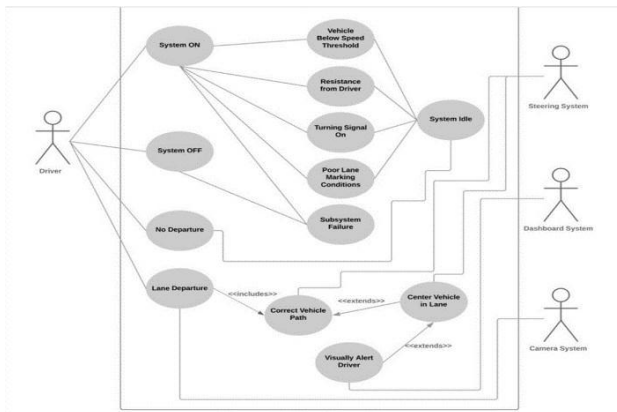 System ON
Vehicle
Below Speed
Threshold
Resistance
from Driver
Turning Signal
On
System Idle
Steering System
Driver
System OFF
Poor Lane
Marking
Conditions
Subsystem
Failure
No Departure
Dashboard System
Lane Departure
<<includes>>
Correct Vehicle
Path
<<extends>>
Center Vehicle
in Lane
Visually Alert
Driver
<<extends>>
Camera System